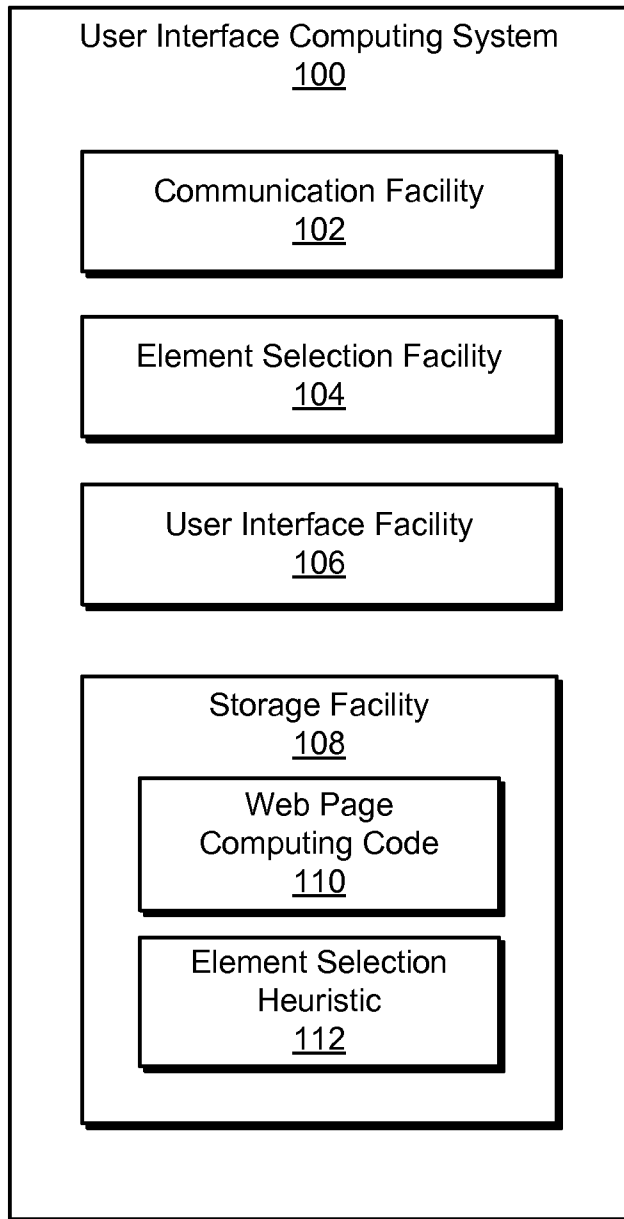 User Interface Computing System
100
Communication Facility
102
Element Selection Facility
104
User Interface Facility
106
Storage Facility
108
Web Page
Computing Code
110
Element Selection
Heuristic
112